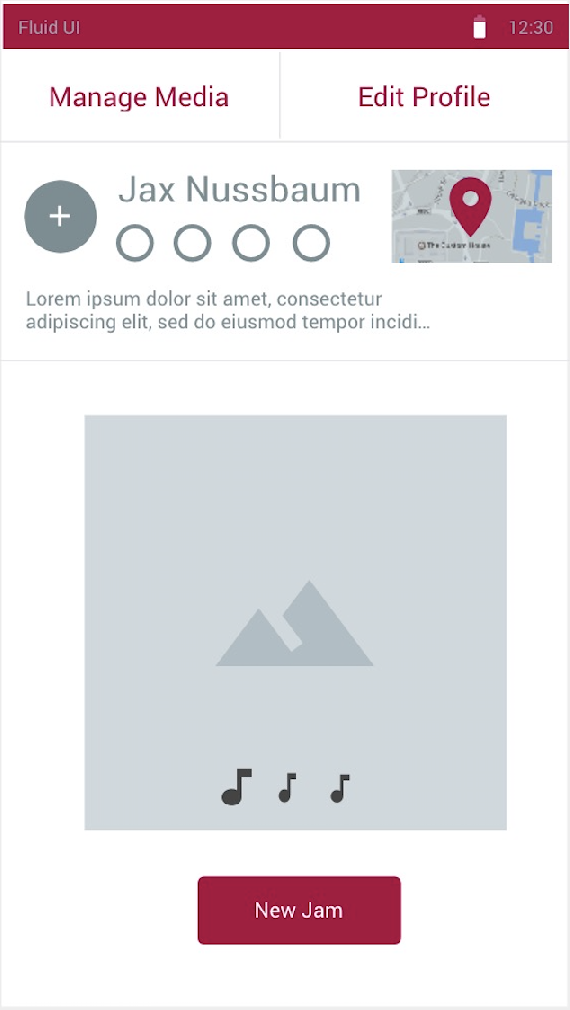 Fluid UI
12:30
Manage Media
Edit Profile
Jax Nussbaum
The Custom House
Lorem ipsum dolor sit amet, consectetur
adipiscing elit, sed do eiusmod tempor incidi...
New Jam